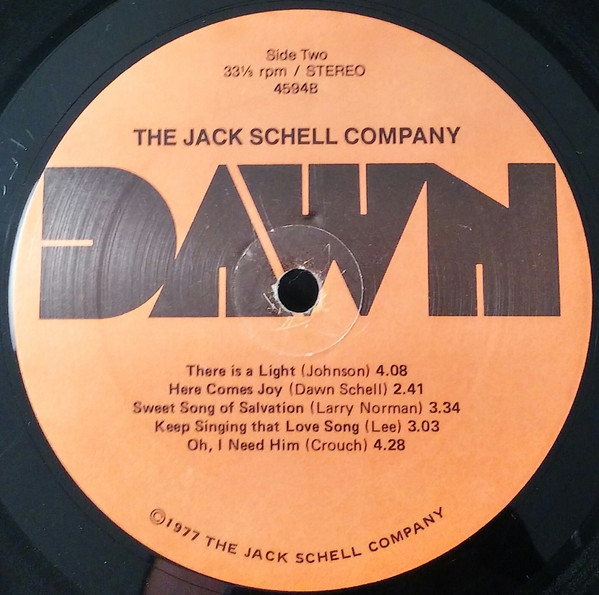 Side Two
33⅓ rpm / STEREO
4594B
THE JACK SCHELL COMPANY
DAWN
There is a Light (Johnson) 4.08
Here Comes Joy (Dawn Schell) 2.41
Sweet Song of Salvation (Larry Norman) 3.34
Keep Singing that Love Song (Lee) 3.03
Oh, I Need Him (Crouch) 4.28
©1977 THE JACK SCHELL COMPANY